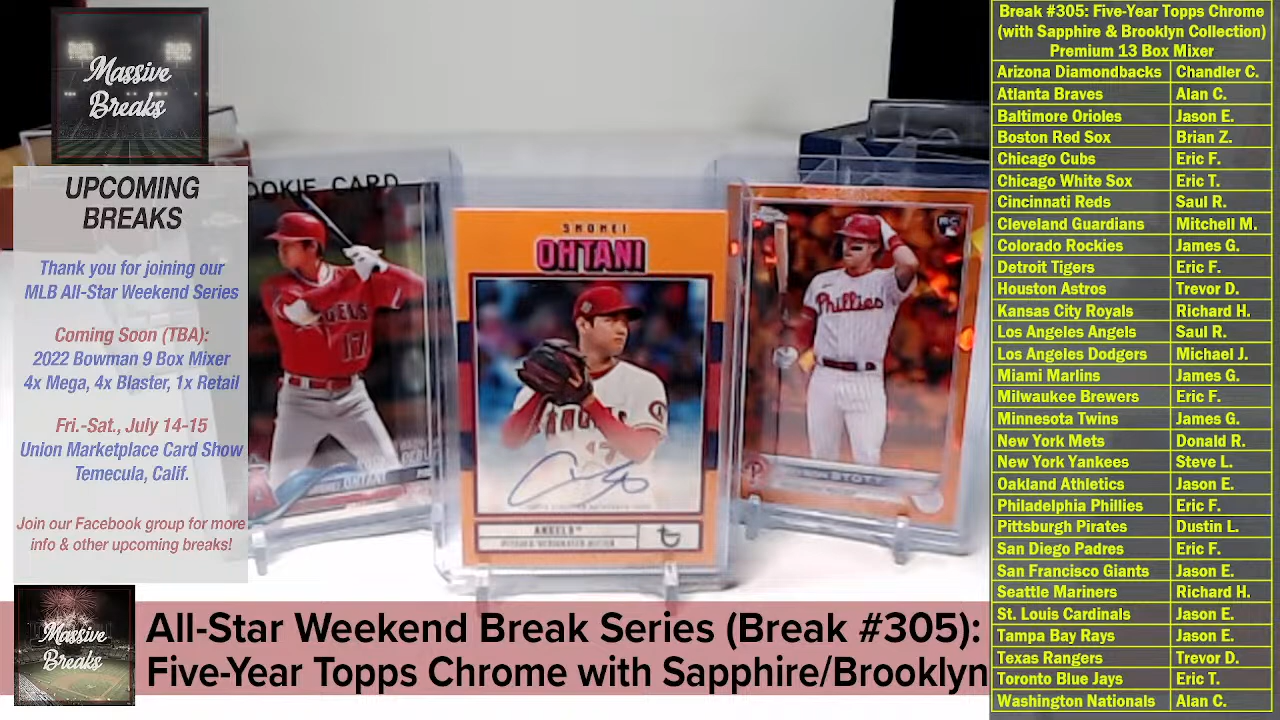 Massive
Breaks
UPCOMING
BREAKS
Thank you for joining our
MLB All-Star Weekend Series
Coming Soon (TBA):
2022 Bowman 9 Box Mixer
4x Mega, 4x Blaster, 1x Retail
Fri.-Sat., July 14-15
Union Marketplace Card Show
Temecula, Calif.
Join our Facebook group for more
info & other upcoming breaks!
OOKIE CARD
ANGELS
17
OHTANI
SHOHEI
OHTANI
ANGELS
17
ANGELS
PITCHER/DESIGNATED HITTER
RC
Phillies
Massive
Breaks
All-Star Weekend Break Series (Break #305):
Five-Year Topps Chrome with Sapphire/Brooklyn
Break #305: Five-Year Topps Chrome
(with Sapphire & Brooklyn Collection)
Premium 13 Box Mixer
Arizona Diamondbacks Chandler C.
Atlanta Braves Alan C.
Baltimore Orioles Jason E.
Boston Red Sox Brian Z.
Chicago Cubs Eric F.
Chicago White Sox Eric T.
Cincinnati Reds Saul R.
Cleveland Guardians Mitchell M.
Colorado Rockies James G.
Detroit Tigers Eric F.
Houston Astros Trevor D.
Kansas City Royals Richard H.
Los Angeles Angels Saul R.
Los Angeles Dodgers Michael J.
Miami Marlins James G.
Milwaukee Brewers Eric F.
Minnesota Twins James G.
New York Mets Donald R.
New York Yankees Steve L.
Oakland Athletics Jason E.
Philadelphia Phillies Eric F.
Pittsburgh Pirates Dustin L.
San Diego Padres Eric F.
San Francisco Giants Jason E.
Seattle Mariners Richard H.
St. Louis Cardinals Jason E.
Tampa Bay Rays Jason E.
Texas Rangers Trevor D.
Toronto Blue Jays Eric T.
Washington Nationals Alan C.